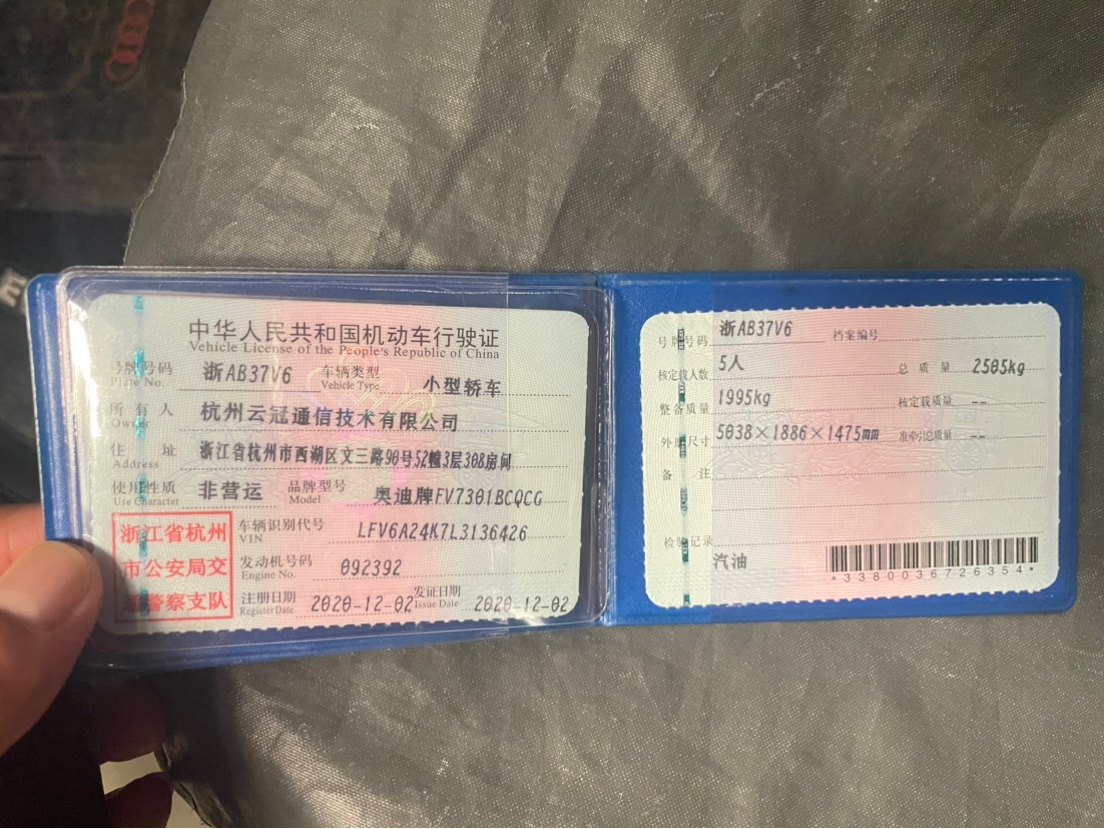 中华人民共和国机动车行驶证
Vehicle License of the People's Republic of China
号牌号码 浙AB37V6 车辆类型 小型轿车
Plate No. Vehicle Type
所有人 杭州云冠通信技术有限公司
Owner
住址 浙江省杭州市西湖区文三路90号52幢3层308房间
Address
使用性质 非营运 品牌型号 奥迪牌FV7301BCQCG
Use Character Model
浙江省杭州
市公安局交
警察支队
车辆识别代号 LFV6A24K7L3136426
VIN
发动机号码 092392
Engine No.
注册日期 2020-12-02 发证日期 2020-12-02
Register Date Issue Date
号牌号码 浙AB37V6 档案编号
核定载人数 5人 总质量 2505kg
整备质量 1995kg 核定载质量 --
外廓尺寸 5038×1886×1475mm 准牵引总质量 --
备注
检验记录
汽油
*3380036726354*